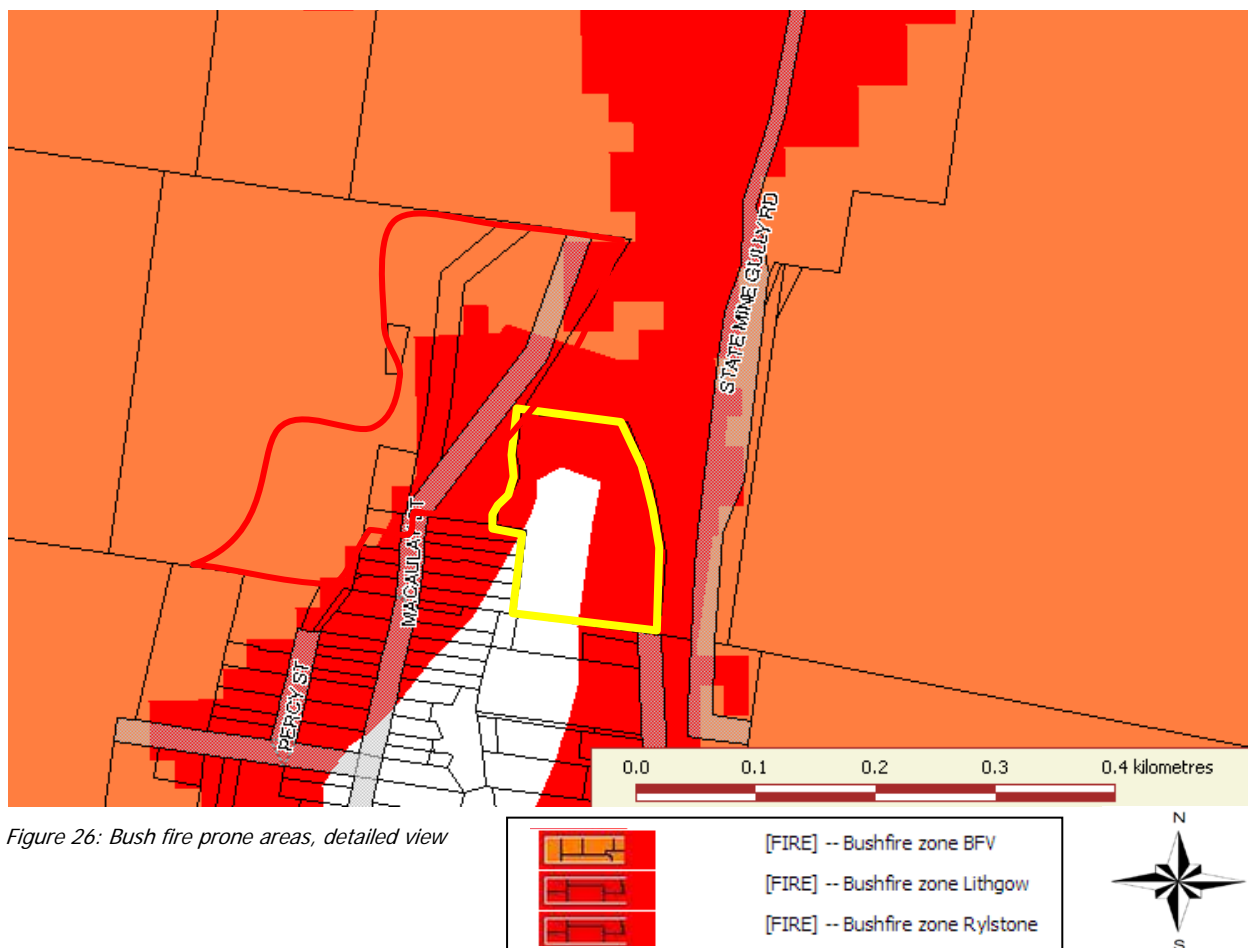 STATE MINE GULLY RD
PERCY ST
0.0 0.1 0.2 0.3 0.4 kilometres
Figure 26: Bush fire prone areas, detailed view
[FIRE] -- Bushfire zone BFV
[FIRE] -- Bushfire zone Lithgow
[FIRE] -- Bushfire zone Rylstone
N
S